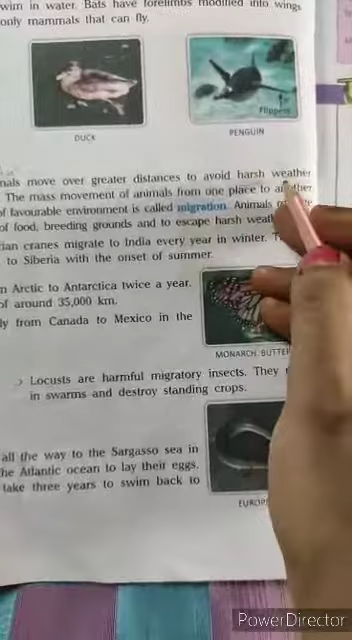 wim in water. Bats have forelimbs modified into wings
only mammals that can fly.
Flippers
DUCK
PENGUIN
nals move over greater distances to avoid harsh weather
The mass movement of animals from one place to another
of favourable environment is called migration. Animals
of food, breeding grounds and to escape harsh weat
ian cranes migrate to India every year in winter. T
to Siberia with the onset of summer.
n Arctic to Antarctica twice a year.
of around 35,000 km.
ly from Canada to Mexico in the
MONARCH BUTTE
Locusts are harmful migratory insects. They
in swarms and destroy standing crops.
all the way to the Sargasso sea in
he Atlantic ocean to lay their eggs.
take three years to swim back to
EUROP
PowerDirector